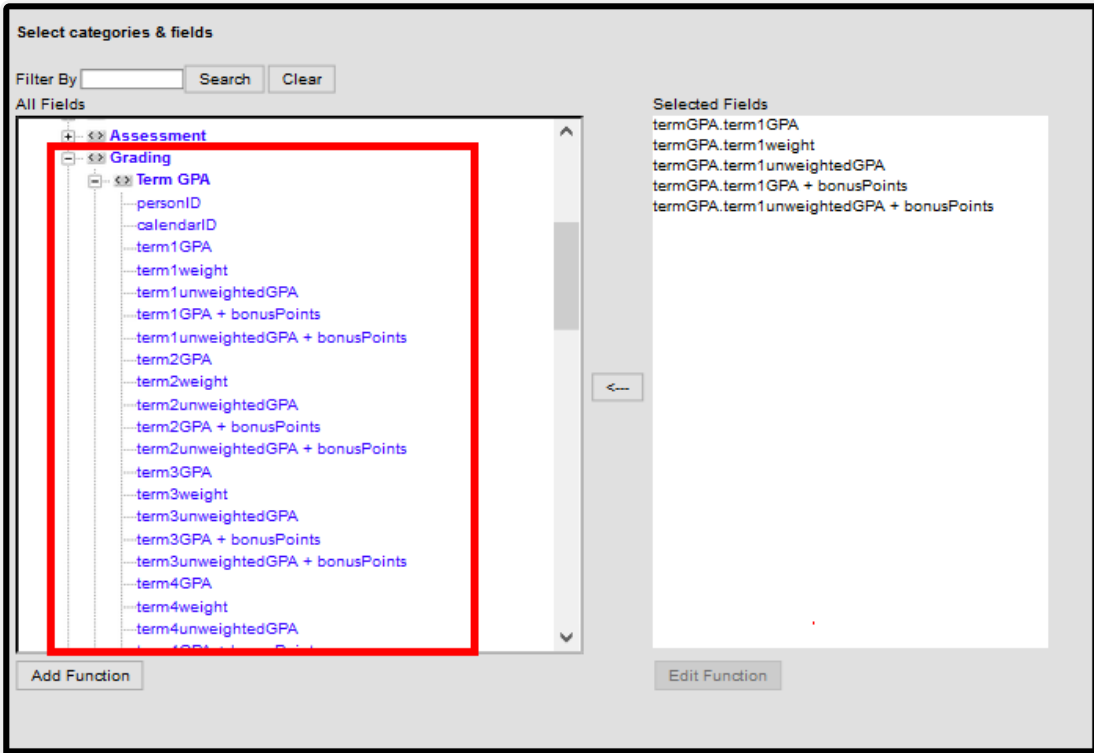 Select categories & fields
Filter By Search Clear
All Fields
Assessment
Grading
Term GPA
personID
calendarID
term1GPA
term1weight
term1unweightedGPA
term1GPA + bonusPoints
term1unweightedGPA + bonusPoints
term2GPA
term2weight
term2unweightedGPA
term2GPA + bonusPoints
term2unweightedGPA + bonusPoints
term3GPA
term3weight
term3unweightedGPA
term3GPA + bonusPoints
term3unweightedGPA + bonusPoints
term4GPA
term4weight
term4unweightedGPA
Add Function
<---
Selected Fields
termGPA.term1GPA
termGPA.term1weight
termGPA.term1unweightedGPA
termGPA.term1GPA + bonusPoints
termGPA.term1unweightedGPA + bonusPoints
Edit Function